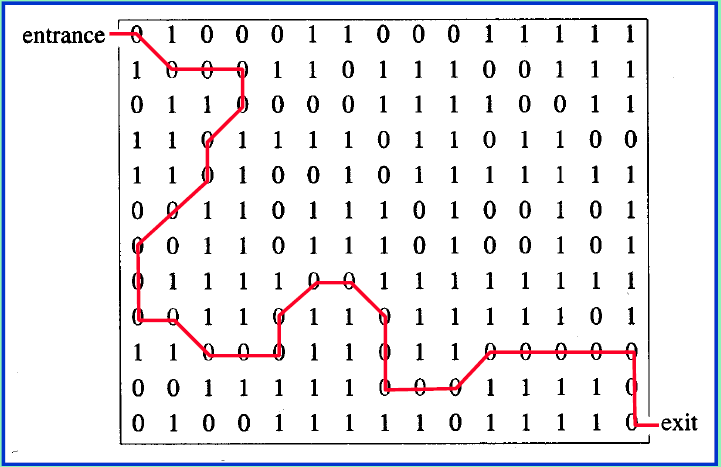 entrance 0 1 0 0 0 1 1 0 0 0 1 1 1 1 1
1 0 0 0 1 1 0 1 1 1 0 0 1 1 1
0 1 1 0 0 0 0 1 1 1 1 0 0 1 1
1 1 0 1 1 1 1 0 1 1 0 1 1 0 0
1 1 0 1 0 0 1 0 1 1 1 1 1 1 1
0 0 1 1 0 1 1 1 0 1 0 0 1 0 1
0 0 1 1 0 1 1 1 0 1 0 0 1 0 1
0 1 1 1 1 0 0 1 1 1 1 1 1 1 1
0 0 1 1 0 1 1 0 1 1 1 1 1 0 1
1 1 0 0 0 1 1 0 1 1 0 0 0 0 0
0 0 1 1 1 1 1 0 0 0 1 1 1 1 0
0 1 0 0 1 1 1 1 1 0 1 1 1 1 0 exit